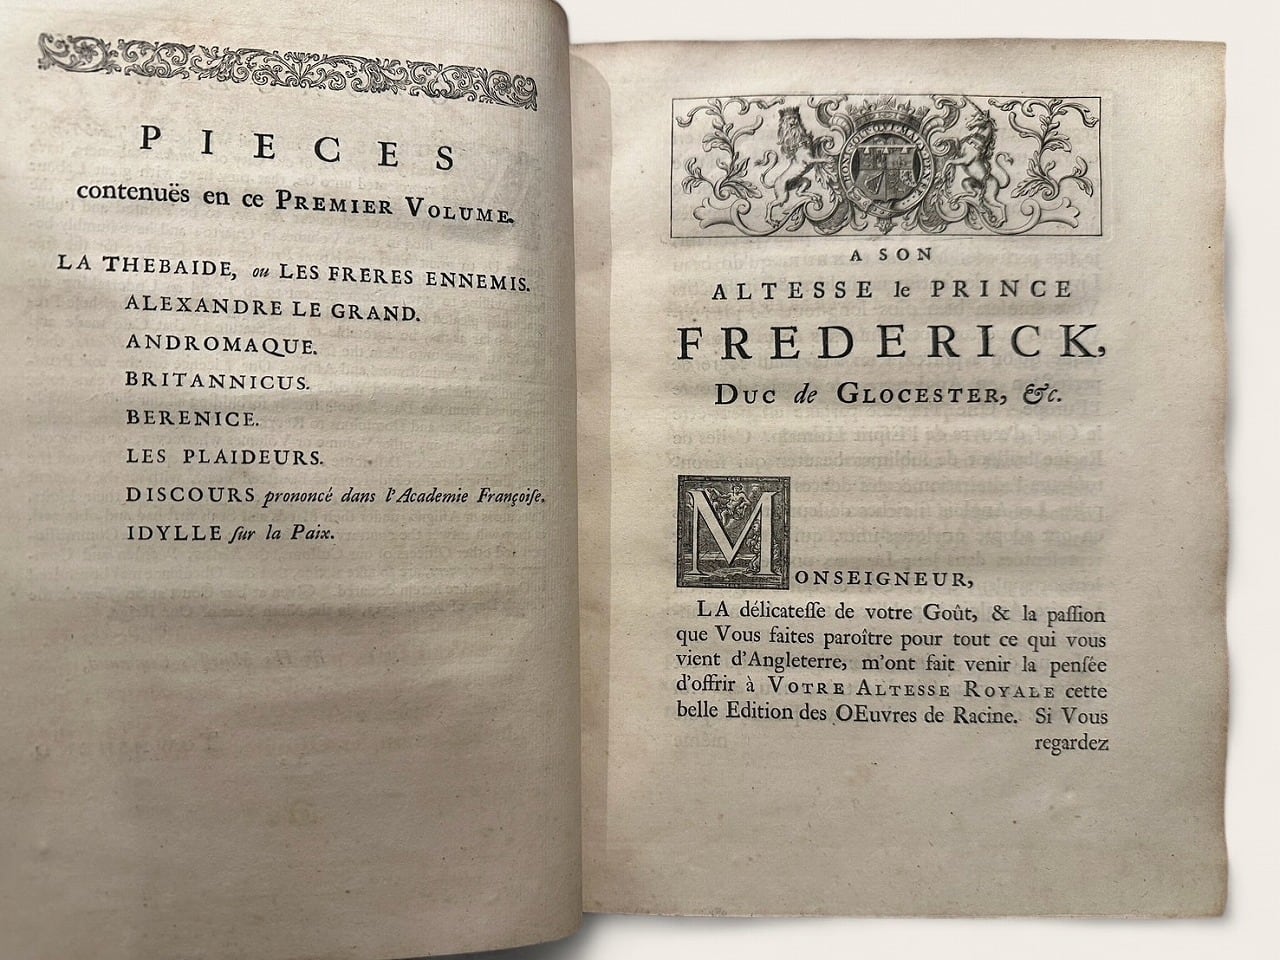 PIECES
contenuës en ce PREMIER VOLUME.
LA THEBAIDE, ou LES FRERES ENNEMIS.
ALEXANDRE LE GRAND.
ANDROMAQUE.
BRITANNICUS.
BERENICE.
LES PLAIDEURS.
DISCOURS prononcé dans l'Academie Françoiſe.
IDYLLE ſur la Paix.
A SON
ALTESSE le PRINCE
FREDERICK,
DUC de GLOCESTER, &c.
MONSEIGNEUR,
LA délicateſſe de votre Goût, & la paſſion
que Vous faites paroître pour tout ce qui vous
vient d'Angleterre, m'ont fait venir la penſée
d'offrir à VOTRE ALTESSE ROYALE cette
belle Edition des OEuvres de Racine. Si Vous
regardez